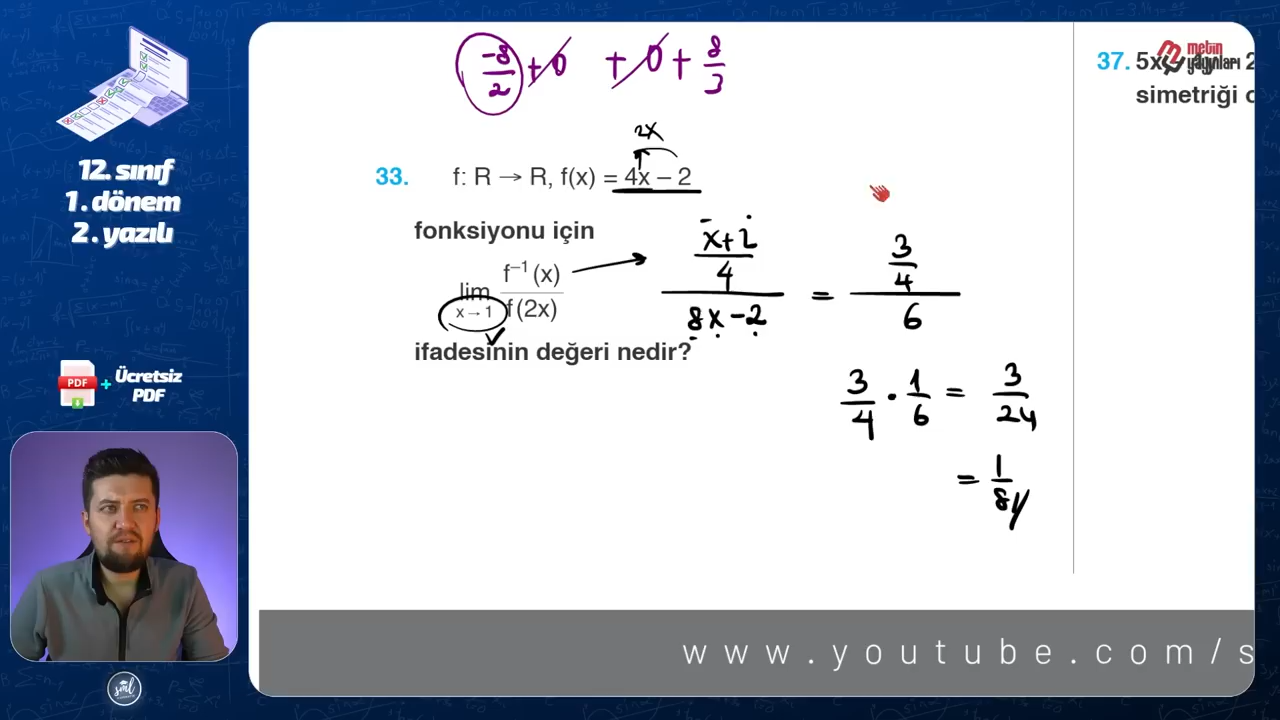 12. sınıf
1. dönem
2. yazılı
PDF
+ Ücretsiz
PDF
sml
-8/2 + 0 + 0 + 8/3
2x
33. f: R → R, f(x) = 4x – 2
fonksiyonu için
lim x → 1 f⁻¹(x) / f(2x)
ifadesinin değeri nedir?
((x+2)/4) / (8x-2) = (3/4) / 6
3/4 · 1/6 = 3/24
= 1/8
metin
yayınları
37. 5x
simetriği
www.youtube.com/s